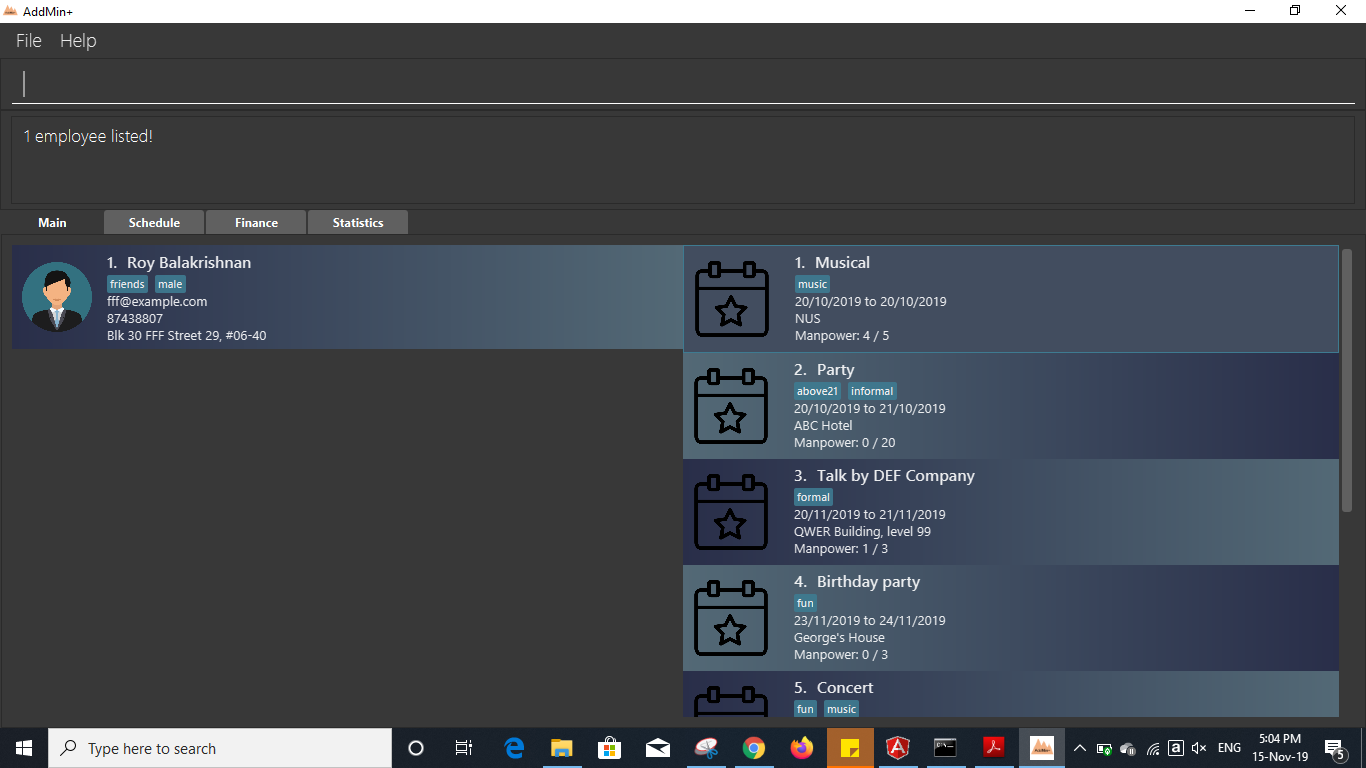 AddMin+
File Help
1 employee listed!
Main Schedule Finance Statistics
1. Roy Balakrishnan
friends male
fff@example.com
87438807
Blk 30 FFF Street 29, #06-40
1. Musical
music
20/10/2019 to 20/10/2019
NUS
Manpower: 4 / 5
2. Party
above21 informal
20/10/2019 to 21/10/2019
ABC Hotel
Manpower: 0 / 20
3. Talk by DEF Company
formal
20/11/2019 to 21/11/2019
QWER Building, level 99
Manpower: 1 / 3
4. Birthday party
fun
23/11/2019 to 24/11/2019
George's House
Manpower: 0 / 3
5. Concert
fun music
Type here to search
ENG
5:04 PM
15-Nov-19
5